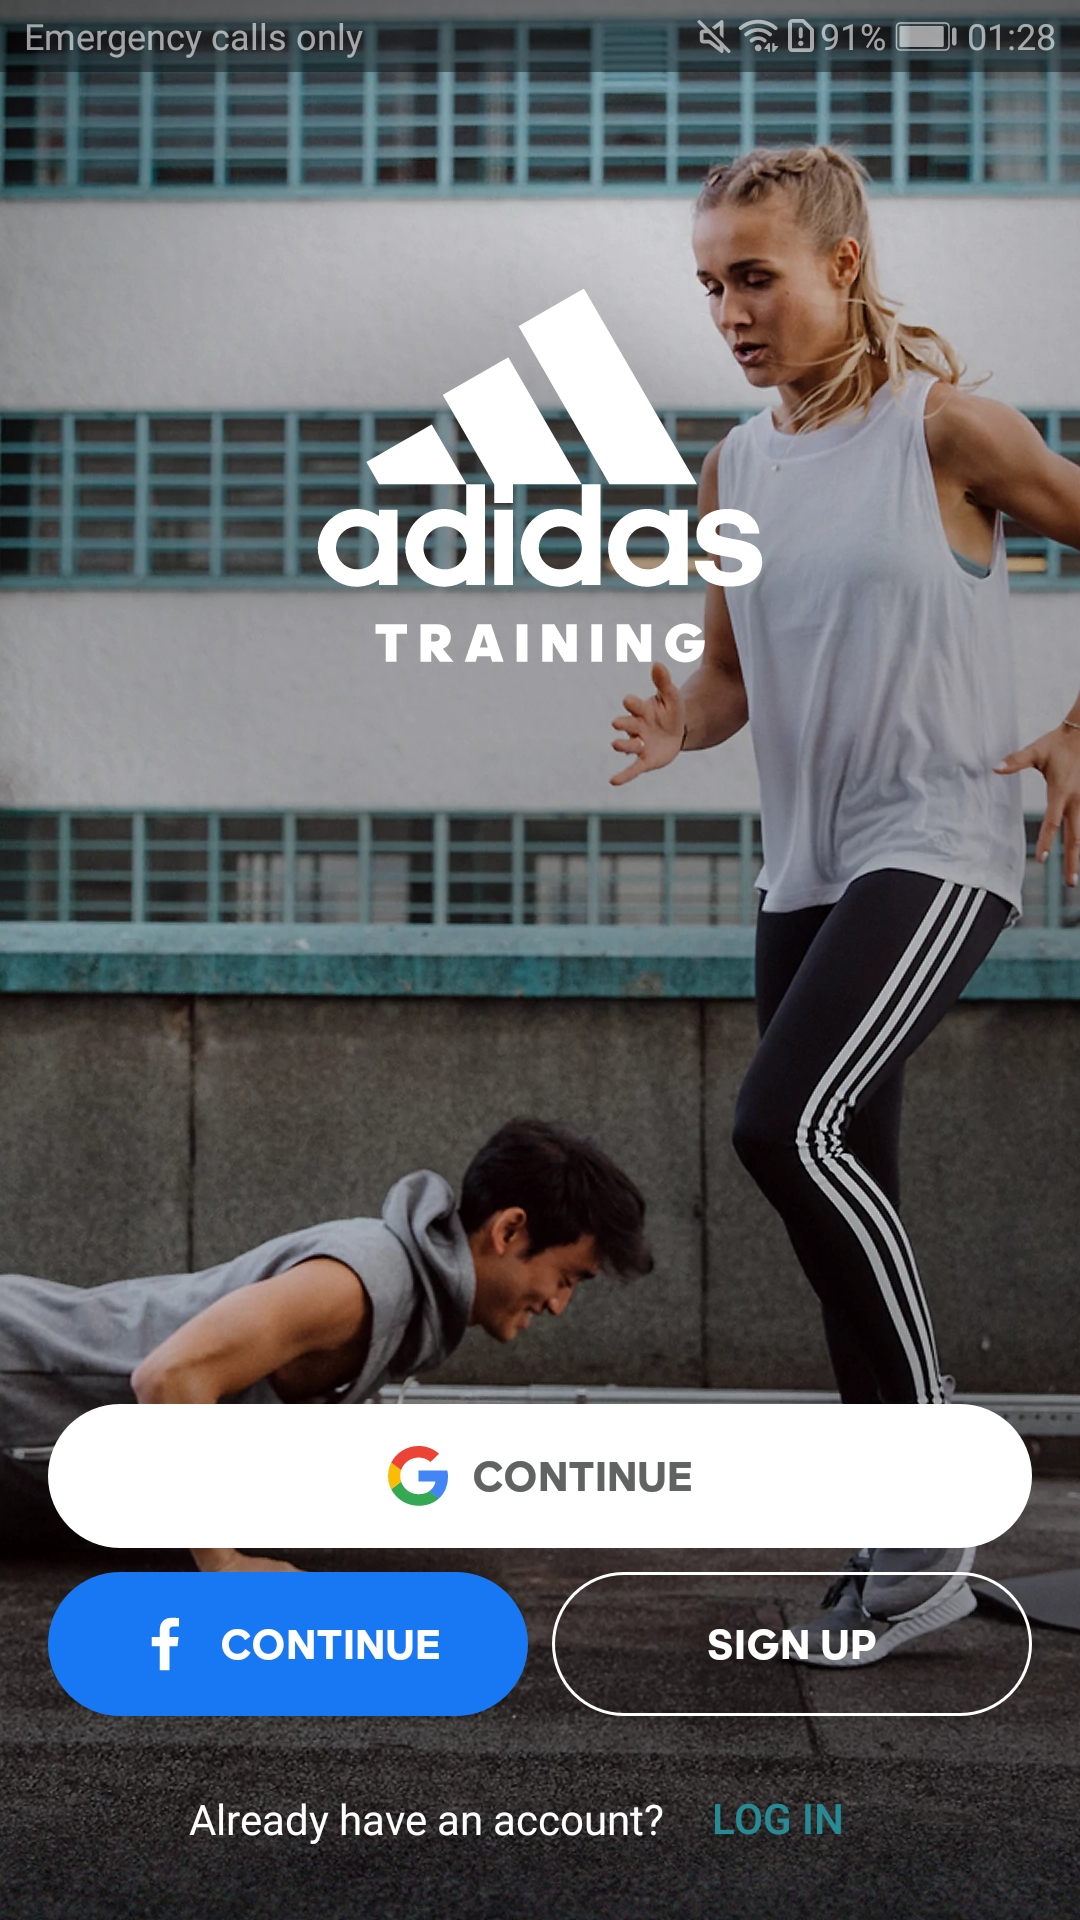 Emergency calls only 91% 01:28
adidas
TRAINING
CONTINUE
CONTINUE SIGN UP
Already have an account? LOG IN